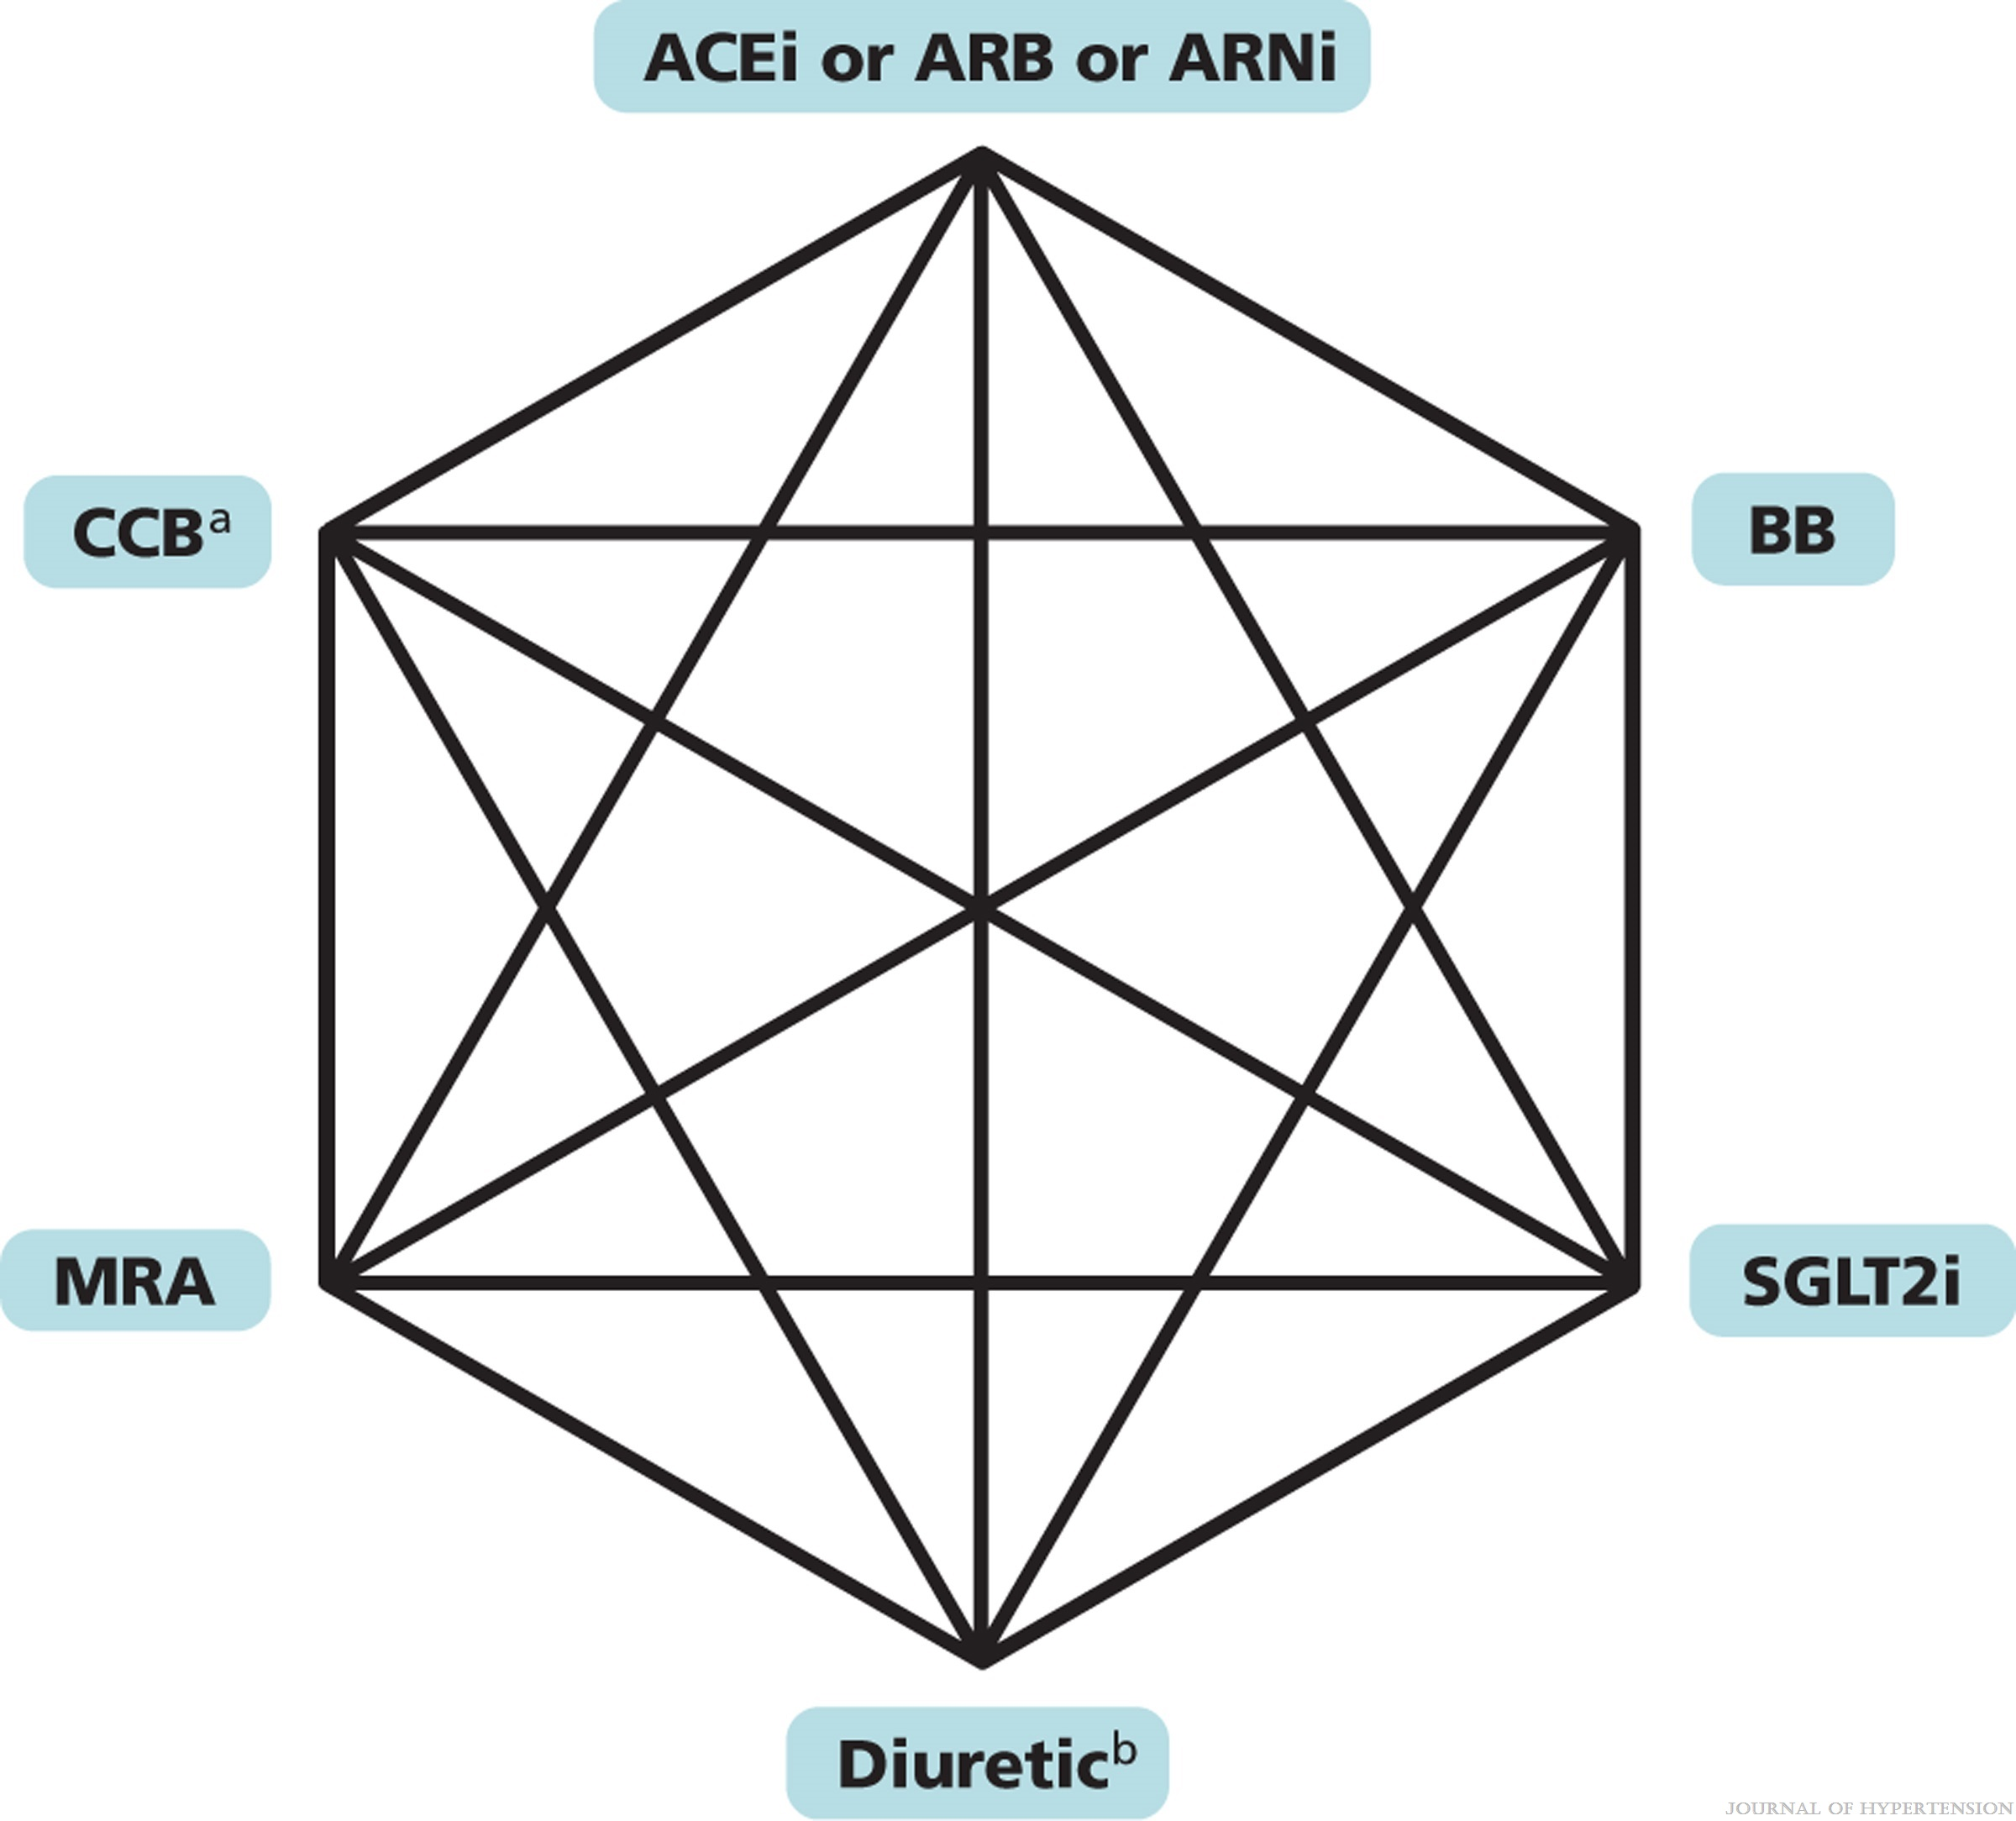 ACEi or ARB or ARNi
CCBª
BB
MRA
SGLT2i
Diureticᵇ
JOURNAL OF HYPERTENSION